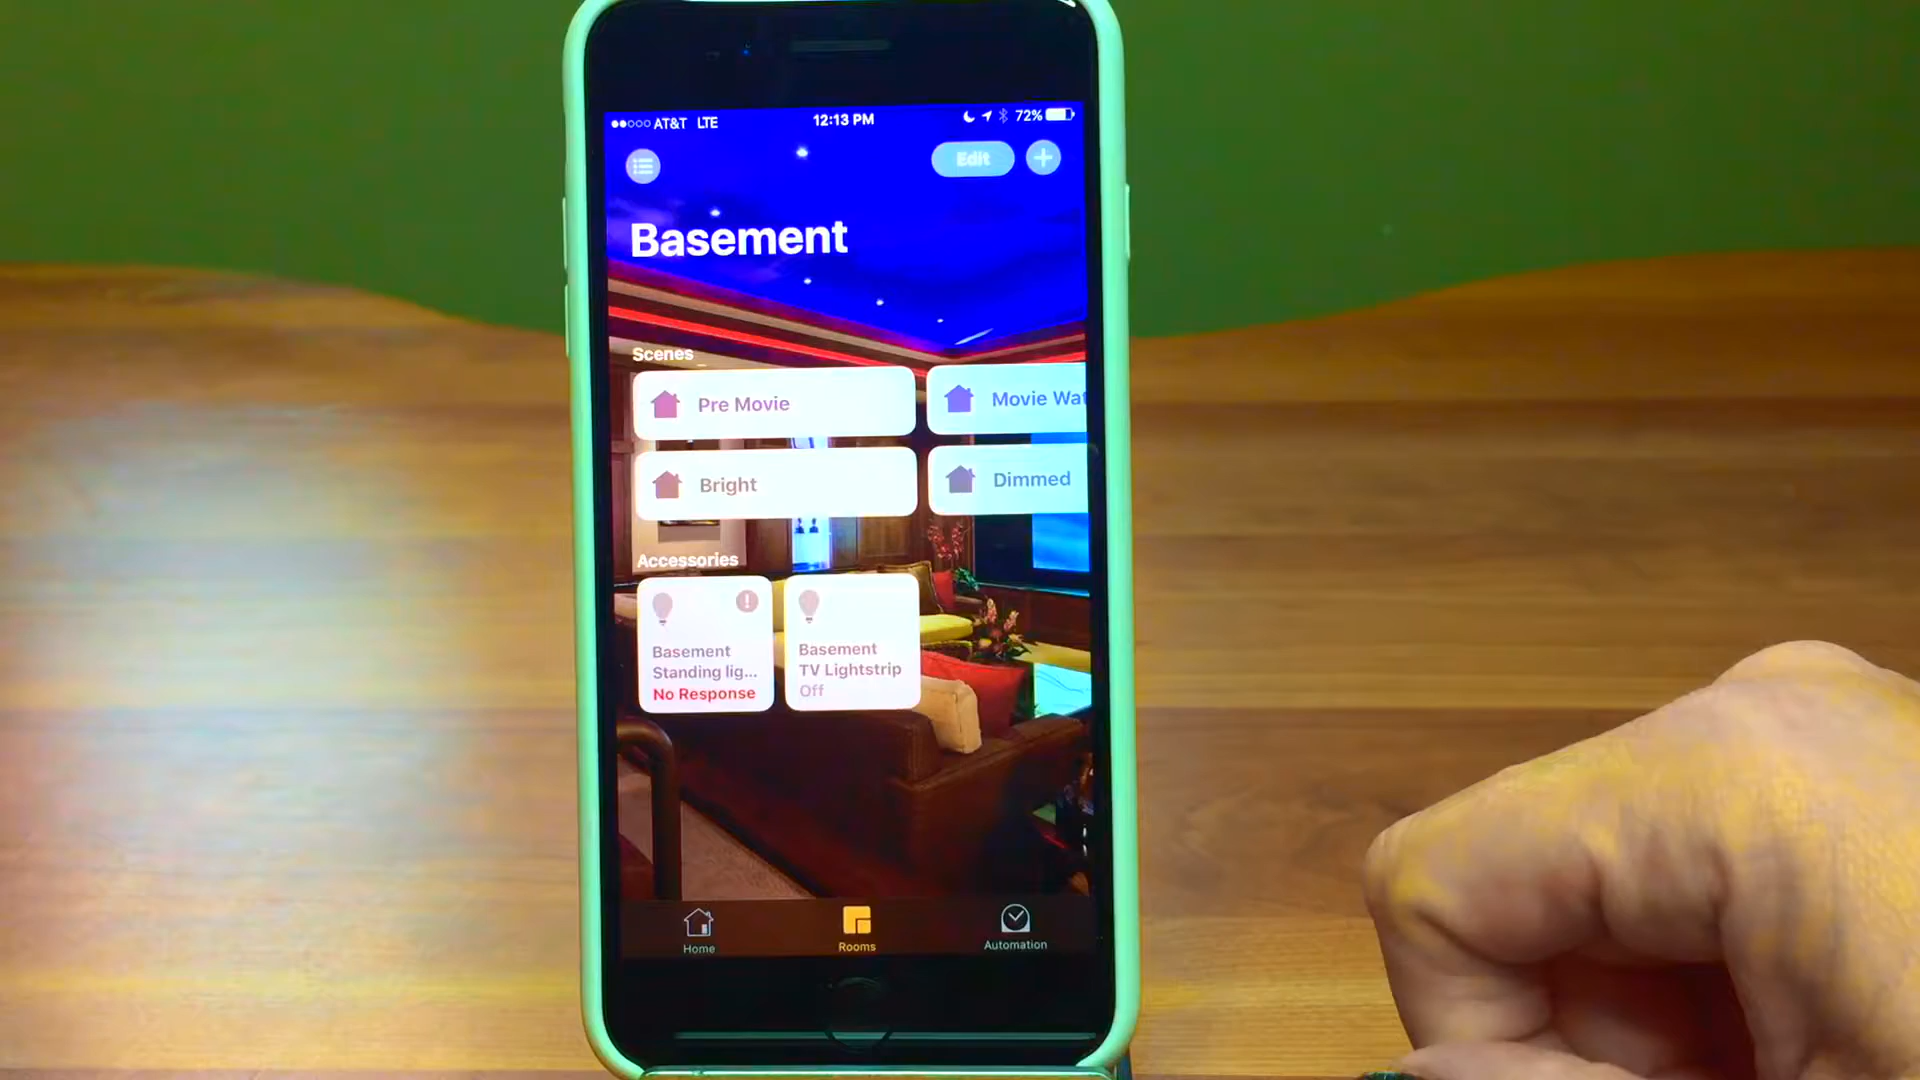 AT&T LTE 12:13 PM 72%
Edit
Basement
Scenes
Pre Movie
Movie Wat
Bright
Dimmed
Accessories
Basement
Standing lig...
No Response
Basement
TV Lightstrip
Off
Home
Rooms
Automation